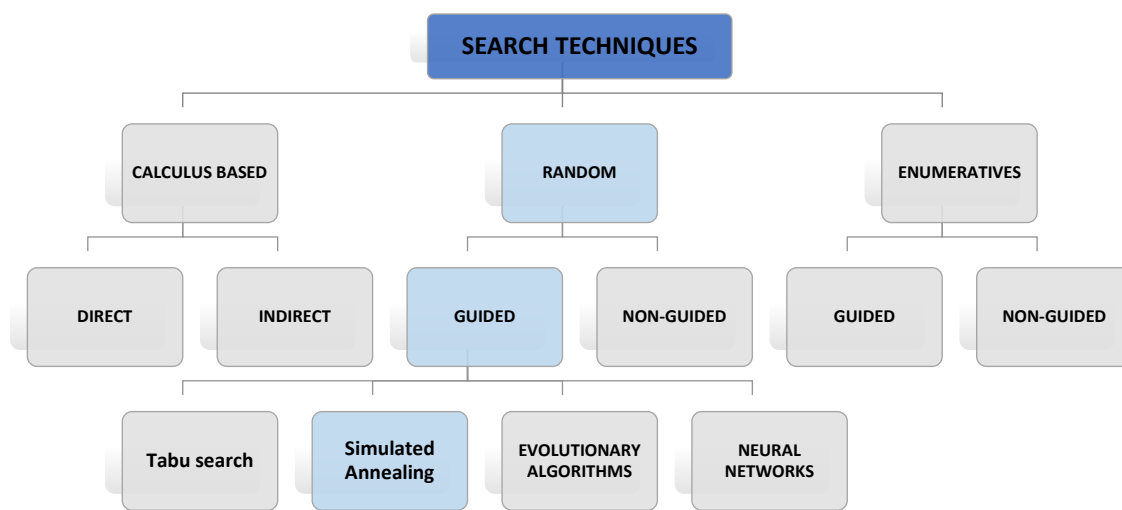 SEARCH TECHNIQUES
CALCULUS BASED
RANDOM
ENUMERATIVES
DIRECT
INDIRECT
GUIDED
NON-GUIDED
GUIDED
NON-GUIDED
Tabu search
Simulated
Annealing
EVOLUTIONARY
ALGORITHMS
NEURAL
NETWORKS